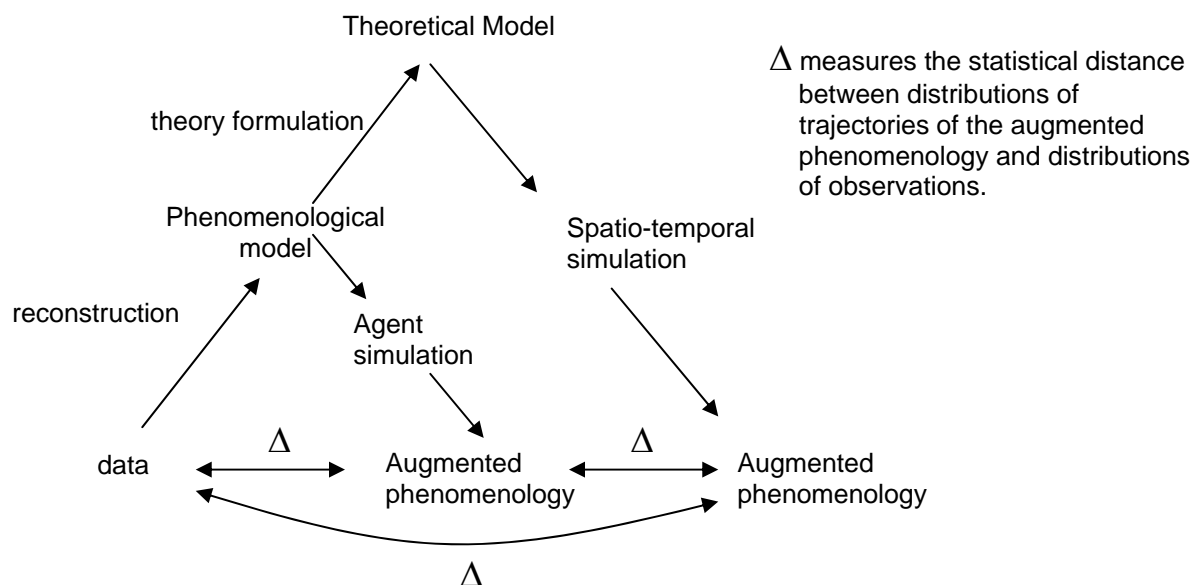 Theoretical Model
Δ measures the statistical distance
between distributions of
trajectories of the augmented
phenomenology and distributions
of observations.
theory formulation
Phenomenological
model
Spatio-temporal
simulation
reconstruction
Agent
simulation
data
Δ
Augmented
phenomenology
Δ
Augmented
phenomenology
Δ